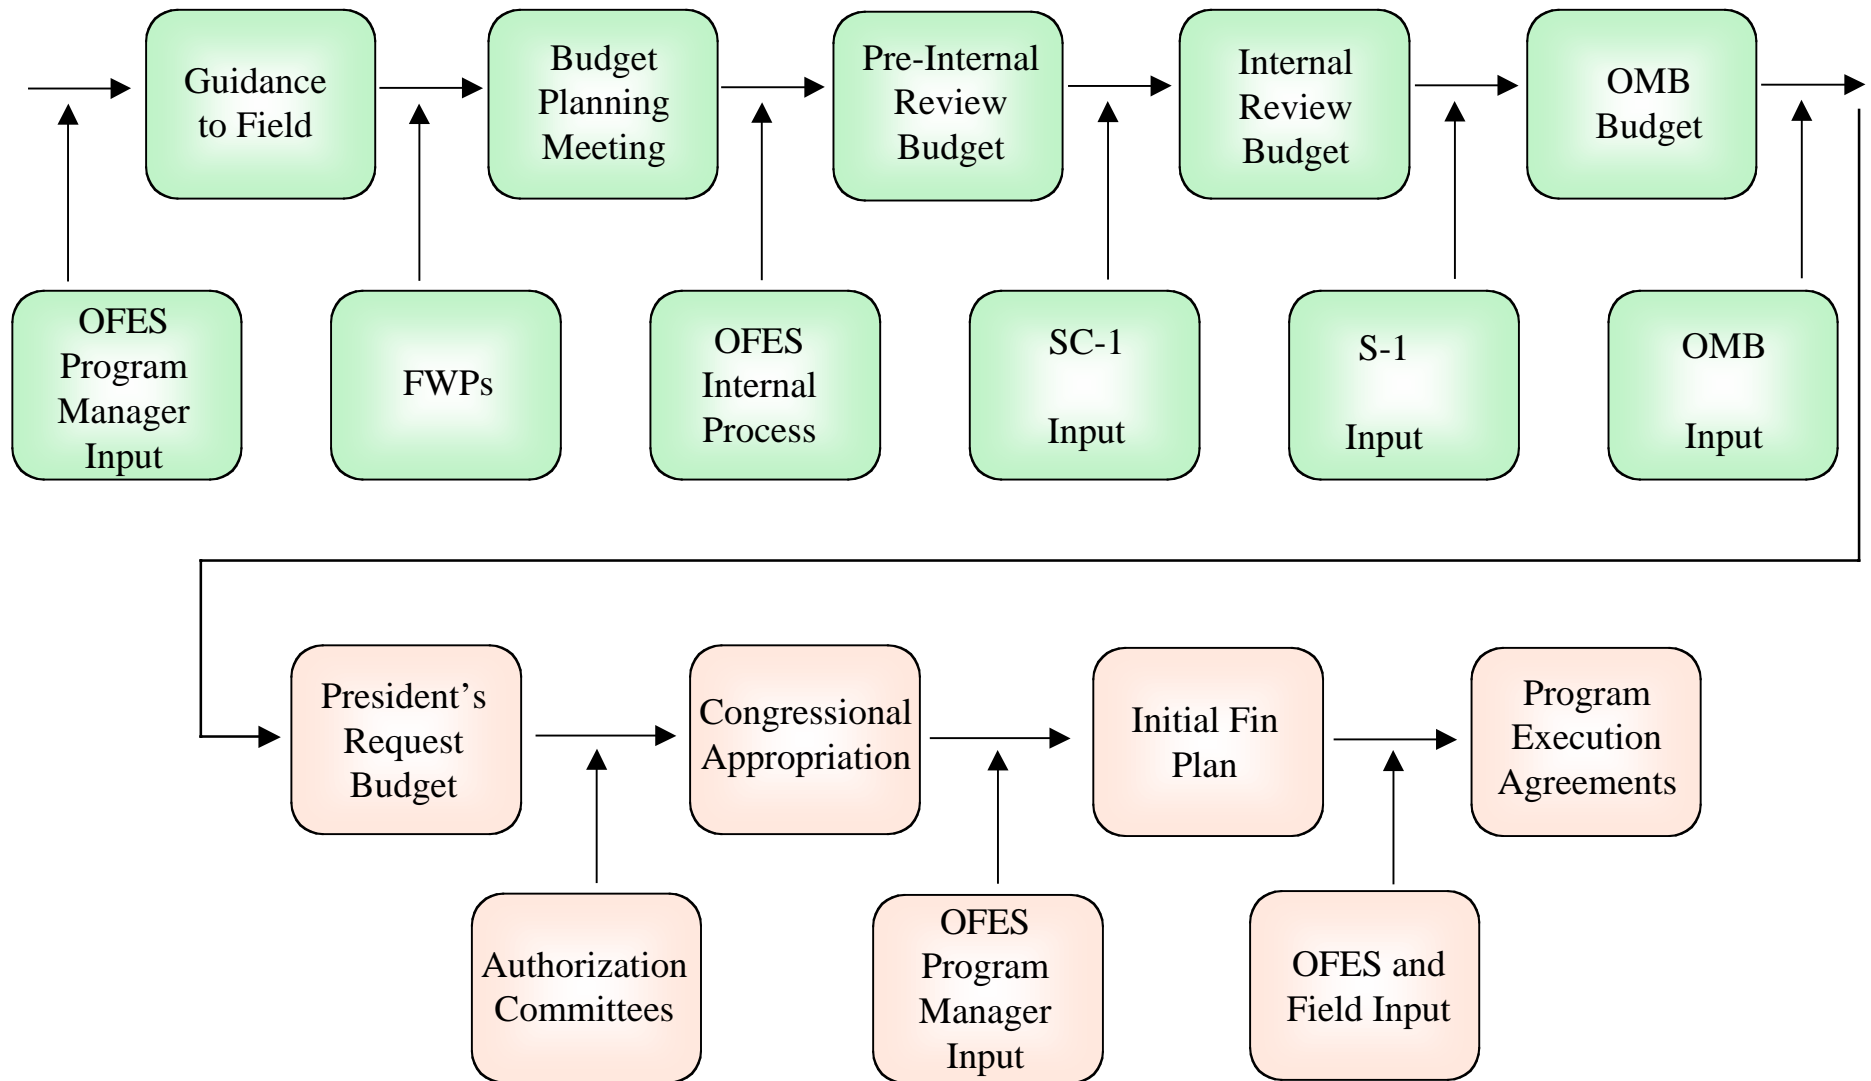 Guidance
to Field
Budget
Planning
Meeting
Pre-Internal
Review
Budget
Internal
Review
Budget
OMB
Budget
OFES
Program
Manager
Input
FWPs
OFES
Internal
Process
SC-1
Input
S-1
Input
OMB
Input
President’s
Request
Budget
Congressional
Appropriation
Initial Fin
Plan
Program
Execution
Agreements
Authorization
Committees
OFES
Program
Manager
Input
OFES and
Field Input